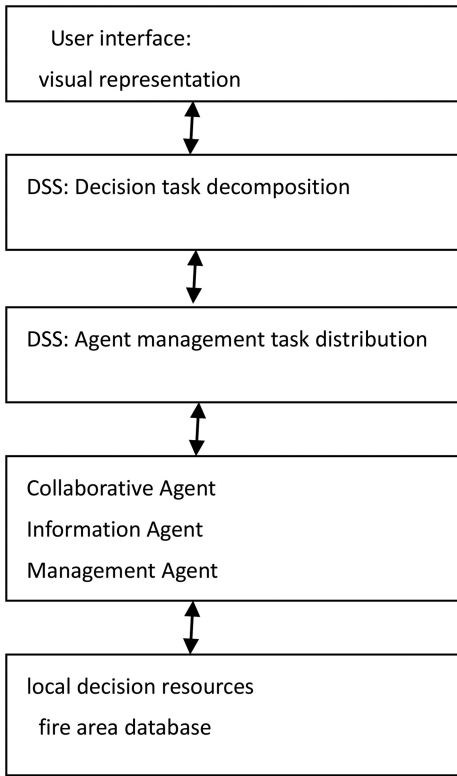 User interface:
visual representation
DSS: Decision task decomposition
DSS: Agent management task distribution
Collaborative Agent
Information Agent
Management Agent
local decision resources
fire area database